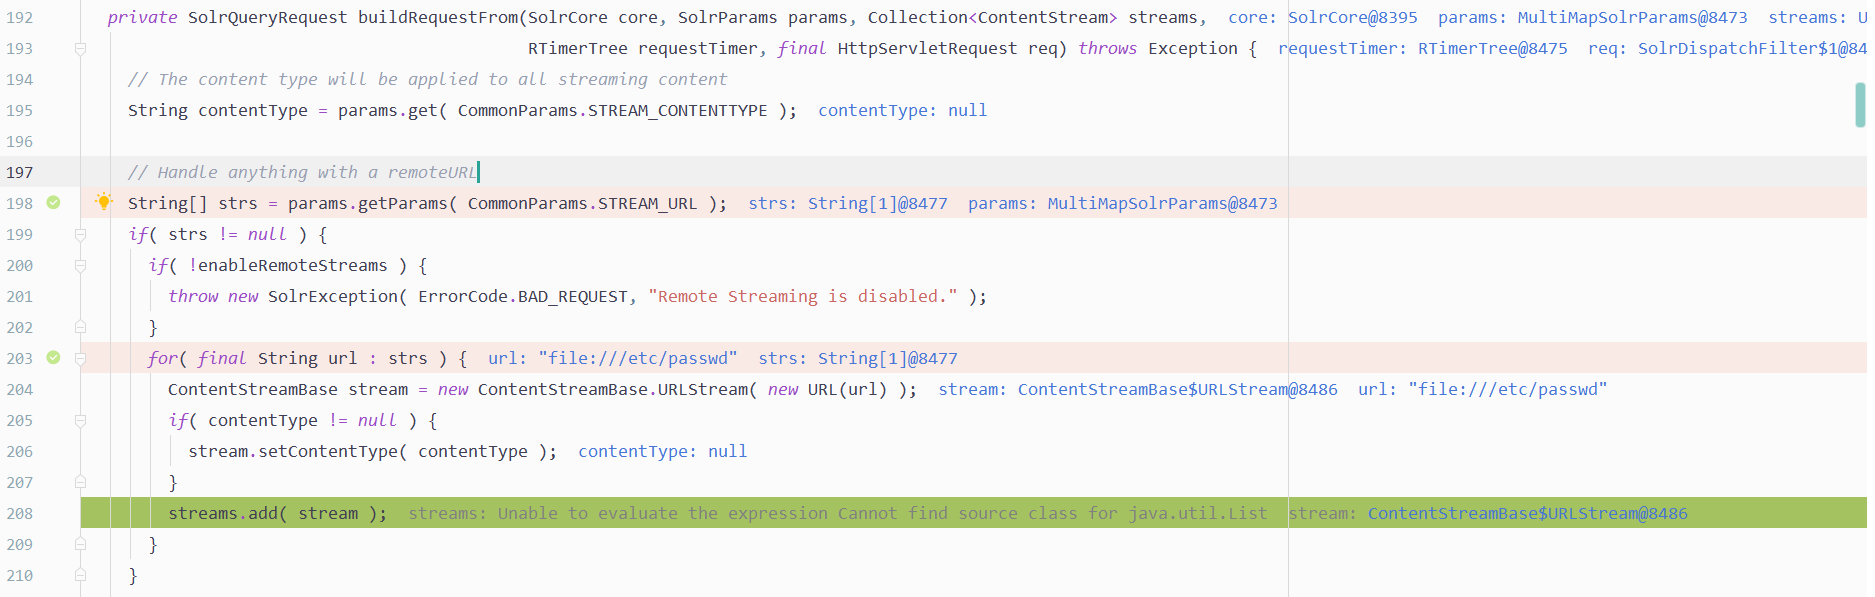 192 private SolrQueryRequest buildRequestFrom(SolrCore core, SolrParams params, Collection<ContentStream> streams,  core: SolrCore@8395  params: MultiMapSolrParams@8473  streams: U
193 RTimerTree requestTimer, final HttpServletRequest req) throws Exception {  requestTimer: RTimerTree@8475  req: SolrDispatchFilter$1@84
194 // The content type will be applied to all streaming content
195 String contentType = params.get( CommonParams.STREAM_CONTENTTYPE );  contentType: null
196
197 // Handle anything with a remoteURL
198 String[] strs = params.getParams( CommonParams.STREAM_URL );  strs: String[1]@8477  params: MultiMapSolrParams@8473
199 if( strs != null ) {
200 if( !enableRemoteStreams ) {
201 throw new SolrException( ErrorCode.BAD_REQUEST, "Remote Streaming is disabled." );
202 }
203 for( final String url : strs ) {  url: "file:///etc/passwd"  strs: String[1]@8477
204 ContentStreamBase stream = new ContentStreamBase.URLStream( new URL(url) );  stream: ContentStreamBase$URLStream@8486  url: "file:///etc/passwd"
205 if( contentType != null ) {
206 stream.setContentType( contentType );  contentType: null
207 }
208 streams.add( stream );  streams: Unable to evaluate the expression Cannot find source class for java.util.List  stream: ContentStreamBase$URLStream@8486
209 }
210 }